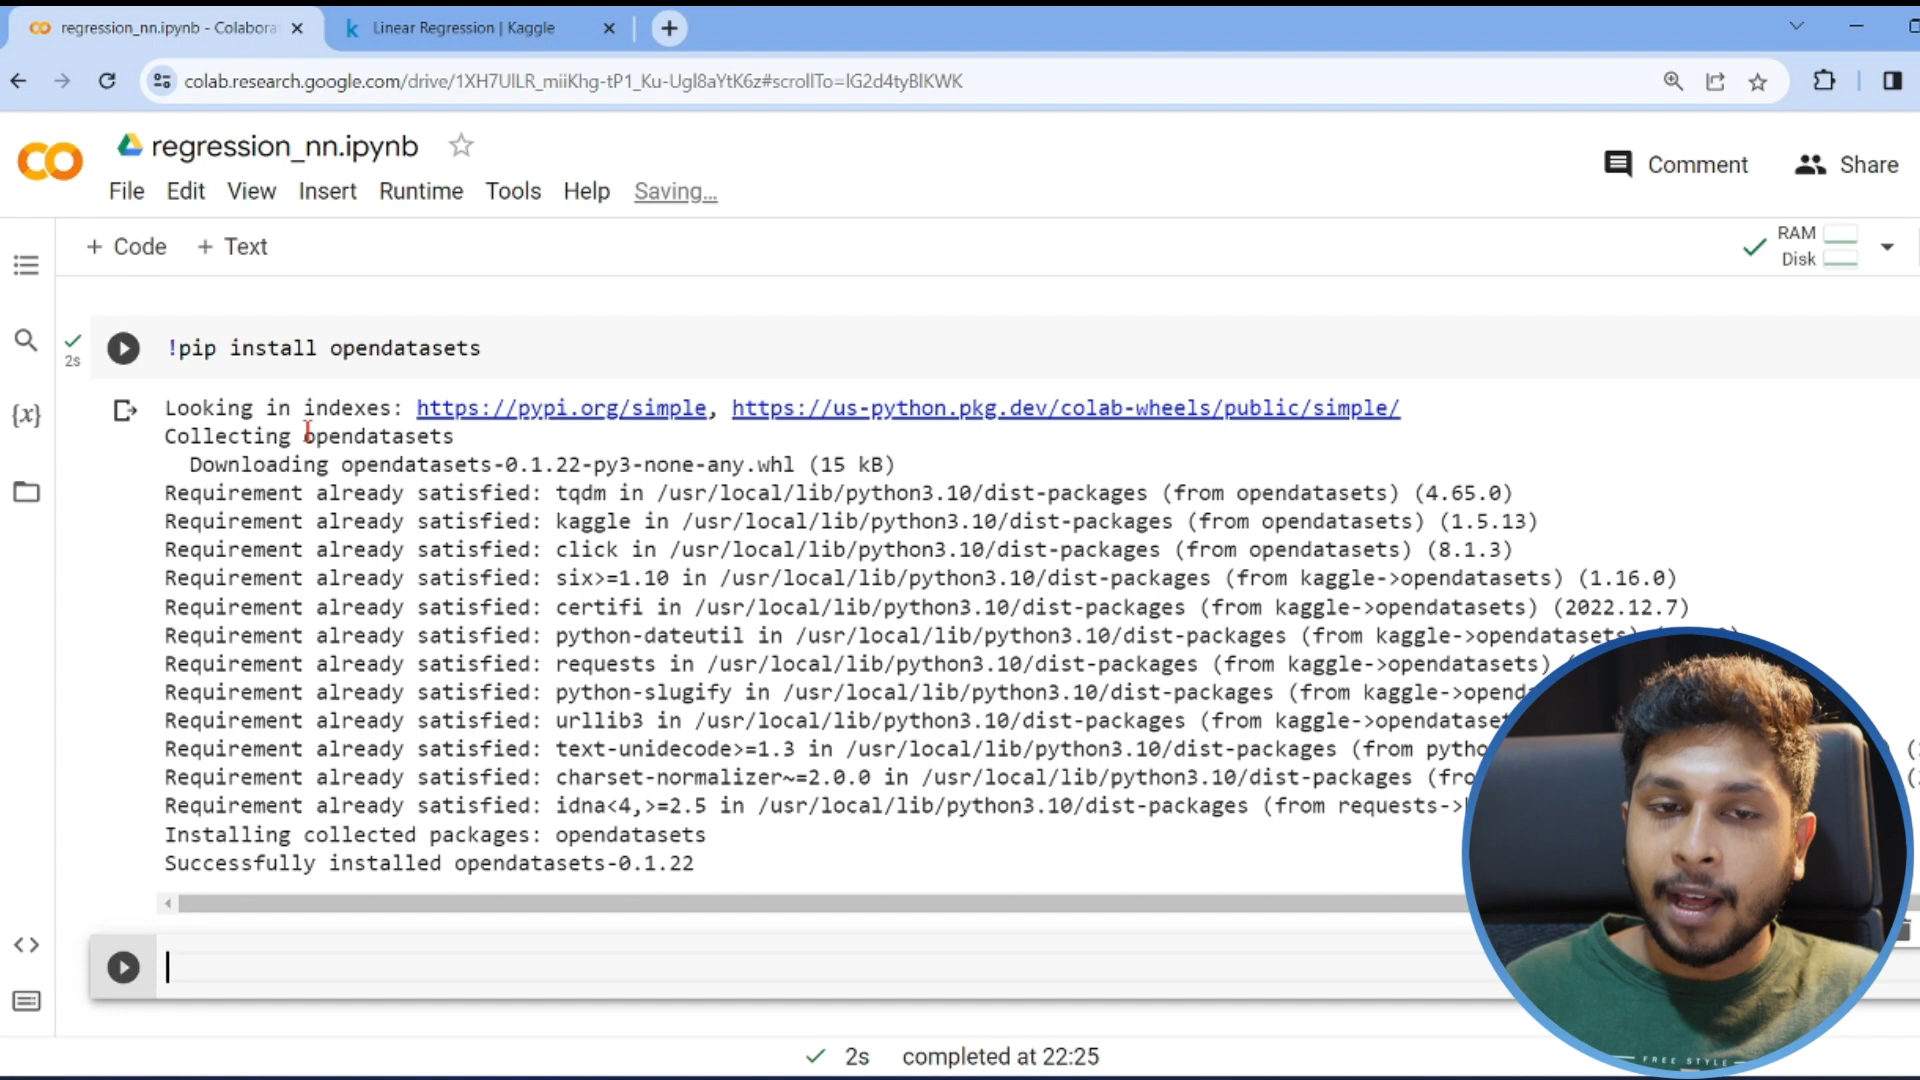 regression_nn.ipynb - Colabora
Linear Regression | Kaggle
colab.research.google.com/drive/1XH7UlLR_miiKhg-tP1_Ku-Ugl8aYtK6z#scrollTo=lG2d4tyBlKWK
regression_nn.ipynb
Comment
Share
File Edit View Insert Runtime Tools Help Saving...
+ Code + Text
RAM
Disk
2s
!pip install opendatasets
Looking in indexes: https://pypi.org/simple, https://us-python.pkg.dev/colab-wheels/public/simple/
Collecting opendatasets
Downloading opendatasets-0.1.22-py3-none-any.whl (15 kB)
Requirement already satisfied: tqdm in /usr/local/lib/python3.10/dist-packages (from opendatasets) (4.65.0)
Requirement already satisfied: kaggle in /usr/local/lib/python3.10/dist-packages (from opendatasets) (1.5.13)
Requirement already satisfied: click in /usr/local/lib/python3.10/dist-packages (from opendatasets) (8.1.3)
Requirement already satisfied: six>=1.10 in /usr/local/lib/python3.10/dist-packages (from kaggle->opendatasets) (1.16.0)
Requirement already satisfied: certifi in /usr/local/lib/python3.10/dist-packages (from kaggle->opendatasets) (2022.12.7)
Requirement already satisfied: python-dateutil in /usr/local/lib/python3.10/dist-packages (from kaggle->opendatasets)
Requirement already satisfied: requests in /usr/local/lib/python3.10/dist-packages (from kaggle->opendatasets)
Requirement already satisfied: python-slugify in /usr/local/lib/python3.10/dist-packages (from kaggle->opend
Requirement already satisfied: urllib3 in /usr/local/lib/python3.10/dist-packages (from kaggle->opendataset
Requirement already satisfied: text-unidecode>=1.3 in /usr/local/lib/python3.10/dist-packages (from pytho
Requirement already satisfied: charset-normalizer~=2.0.0 in /usr/local/lib/python3.10/dist-packages (fro
Requirement already satisfied: idna<4,>=2.5 in /usr/local/lib/python3.10/dist-packages (from requests->
Installing collected packages: opendatasets
Successfully installed opendatasets-0.1.22
FREE STYLE
2s completed at 22:25